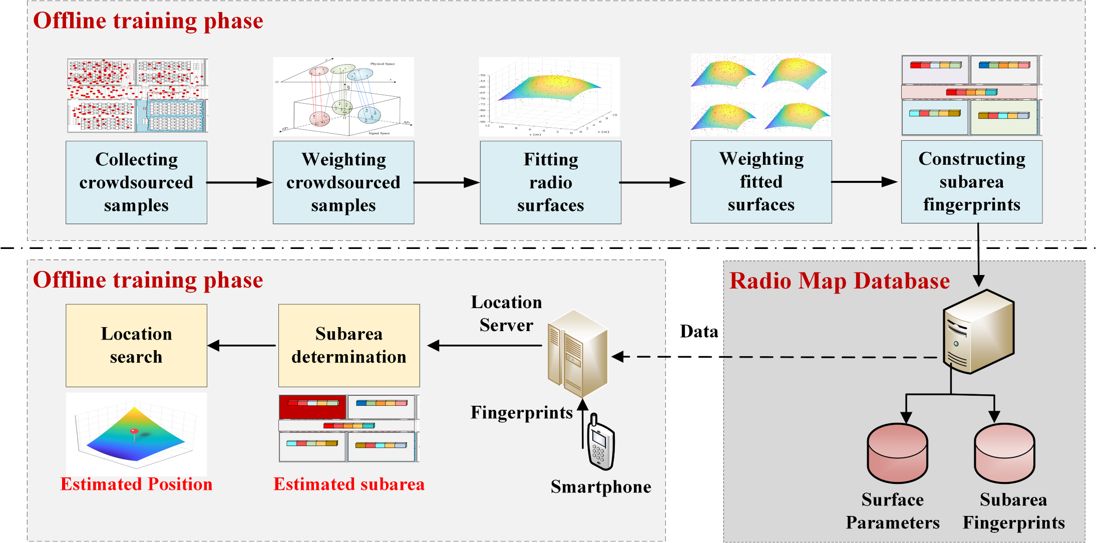 Offline training phase
Collecting
crowdsourced
samples
Weighting
crowdsourced
samples
Fitting
radio
surfaces
Weighting
fitted
surfaces
Constructing
subarea
fingerprints
Offline training phase
Location
search
Estimated Position
Subarea
determination
Estimated subarea
Location
Server
Fingerprints
Smartphone
Data
Radio Map Database
Surface
Parameters
Subarea
Fingerprints